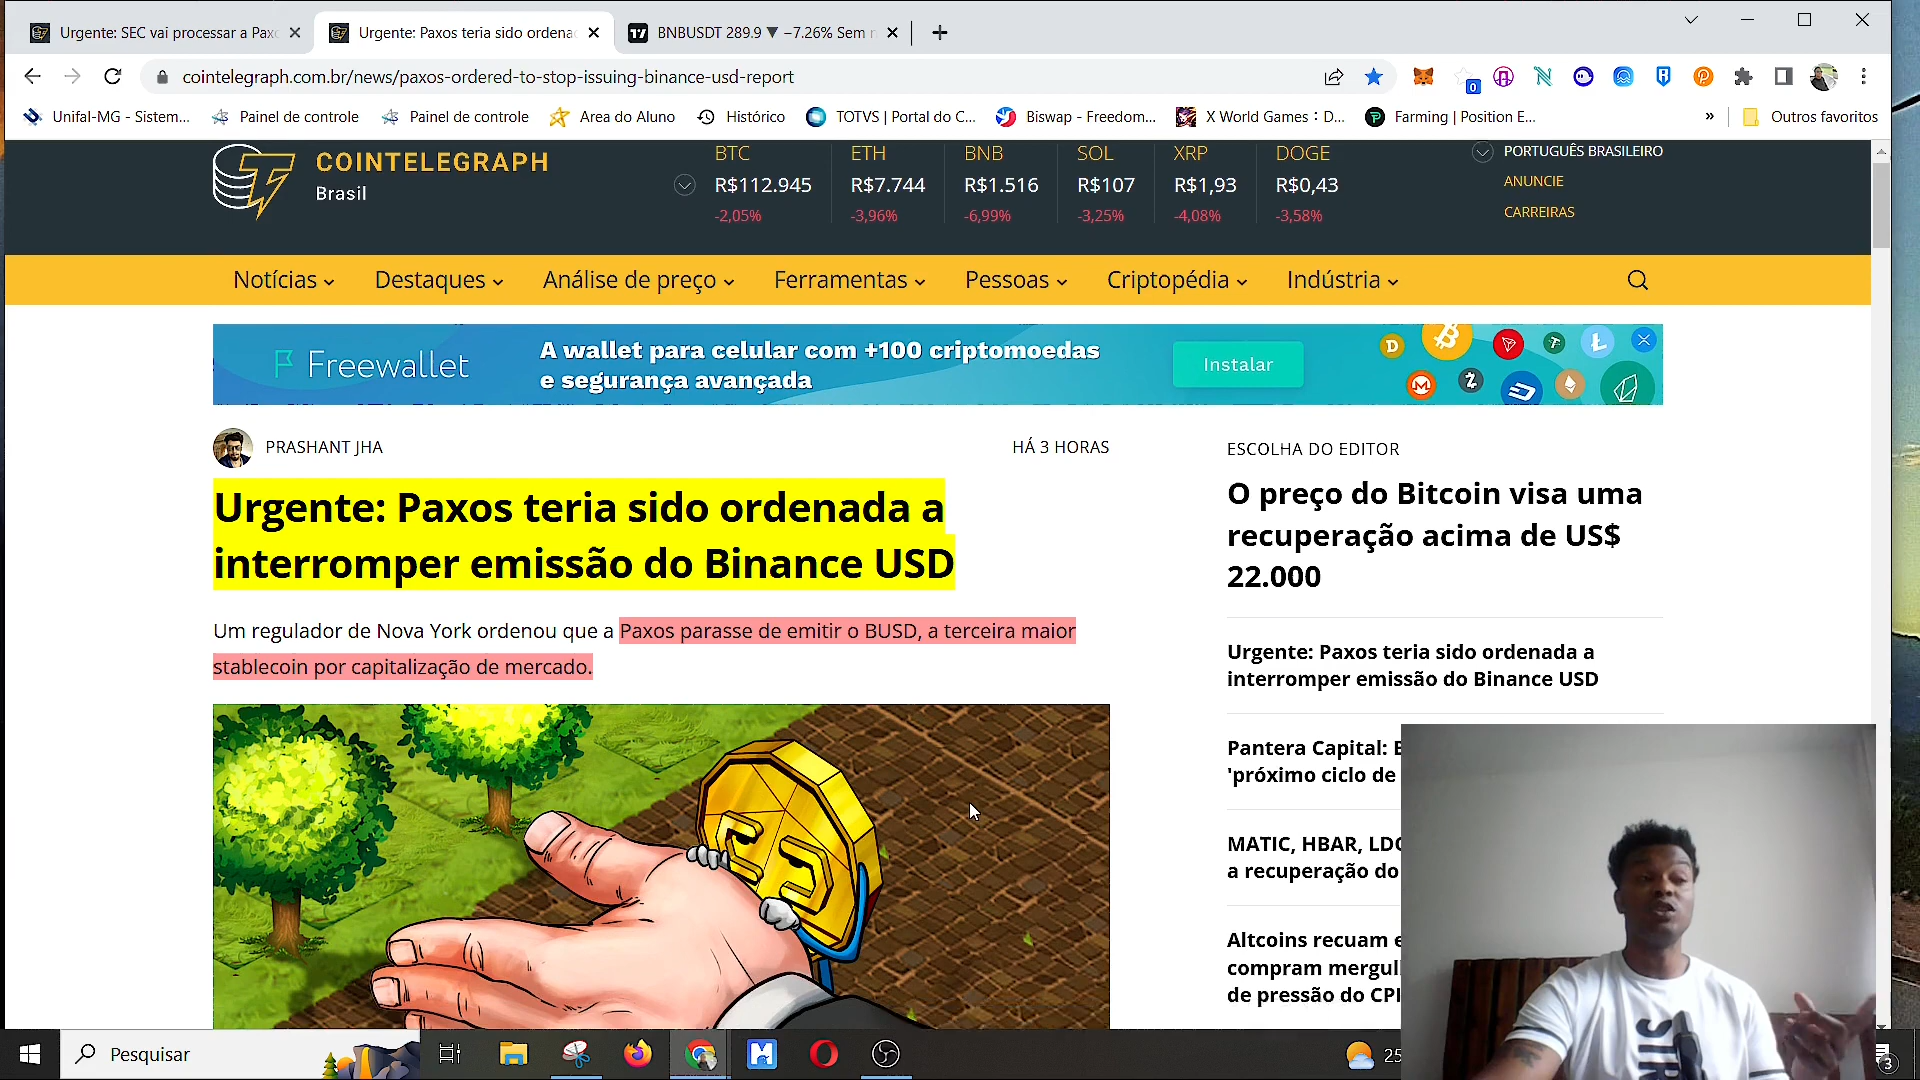 Urgente: SEC vai processar a Paxo
Urgente: Paxos teria sido ordena
BNBUSDT 289.9 ▼ −7.26% Sem n
cointelegraph.com.br/news/paxos-ordered-to-stop-issuing-binance-usd-report
0
Unifal-MG - Sistem...
Painel de controle
Painel de controle
Area do Aluno
Histórico
TOTVS | Portal do C...
Biswap - Freedom...
X World Games : D...
Farming | Position E...
»
Outros favoritos
COINTELEGRAPH
Brasil
BTC
R$112.945
-2,05%
ETH
R$7.744
-3,96%
BNB
R$1.516
-6,99%
SOL
R$107
-3,25%
XRP
R$1,93
-4,08%
DOGE
R$0,43
-3,58%
PORTUGUÊS BRASILEIRO
ANUNCIE
CARREIRAS
Notícias
Destaques
Análise de preço
Ferramentas
Pessoas
Criptopédia
Indústria
Freewallet
A wallet para celular com +100 criptomoedas
e segurança avançada
Instalar
PRASHANT JHA
HÁ 3 HORAS
Urgente: Paxos teria sido ordenada a
interromper emissão do Binance USD
Um regulador de Nova York ordenou que a Paxos parasse de emitir o BUSD, a terceira maior
stablecoin por capitalização de mercado.
ESCOLHA DO EDITOR
O preço do Bitcoin visa uma
recuperação acima de US$
22.000
Urgente: Paxos teria sido ordenada a
interromper emissão do Binance USD
Pantera Capital:
'próximo ciclo de
MATIC, HBAR, LDO
a recuperação do
Altcoins recuam e
compram mergul
de pressão do CPI
Pesquisar
25
3